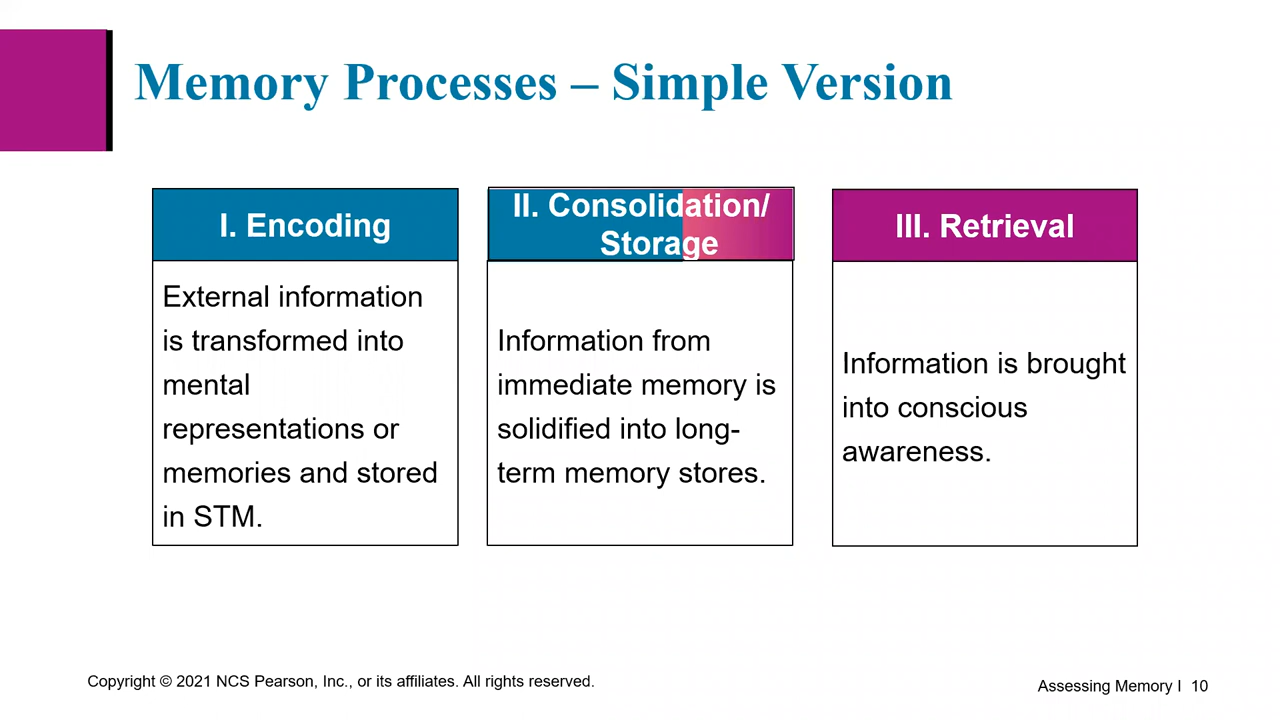 Memory Processes – Simple Version
I. Encoding
External information
is transformed into
mental
representations or
memories and stored
in STM.
II. Consolidation/
Storage
Information from
immediate memory is
solidified into long-
term memory stores.
III. Retrieval
Information is brought
into conscious
awareness.
Copyright © 2021 NCS Pearson, Inc., or its affiliates. All rights reserved.
Assessing Memory I 10